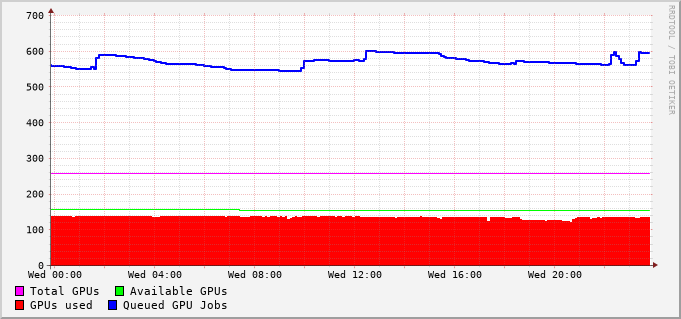 700
600
500
400
300
200
100
0
Wed 00:00 Wed 04:00 Wed 08:00 Wed 12:00 Wed 16:00 Wed 20:00
Total GPUs Available GPUs
GPUs used Queued GPU Jobs
RRDTOOL / TOBI OETIKER